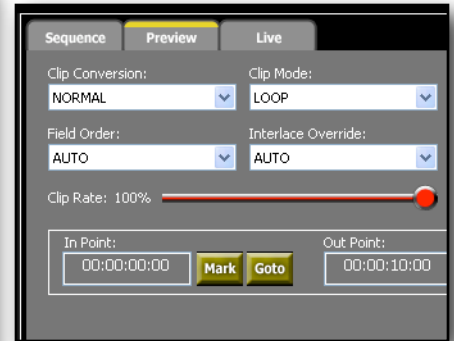 Sequence Preview Live
Clip Conversion: Clip Mode:
NORMAL LOOP
Field Order: Interlace Override:
AUTO AUTO
Clip Rate: 100%
In Point: Out Point:
00:00:00:00 Mark Goto 00:00:10:00